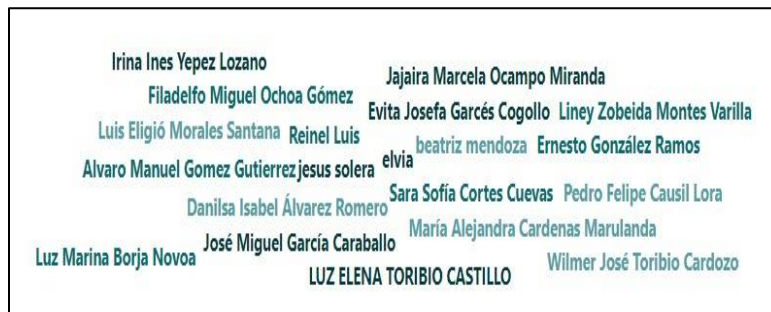 Irina Ines Yepez Lozano
Jajaira Marcela Ocampo Miranda
Filadelfo Miguel Ochoa Gómez
Evita Josefa Garcés Cogollo
Liney Zobeida Montes Varilla
Luis Eligió Morales Santana
Reinel Luis
beatriz mendoza
Ernesto González Ramos
Alvaro Manuel Gomez Gutierrez
jesus solera
elvia
Sara Sofía Cortes Cuevas
Pedro Felipe Causil Lora
Danilsa Isabel Álvarez Romero
María Alejandra Cardenas Marulanda
José Miguel García Caraballo
Luz Marina Borja Novoa
Wilmer José Toribio Cardozo
LUZ ELENA TORIBIO CASTILLO